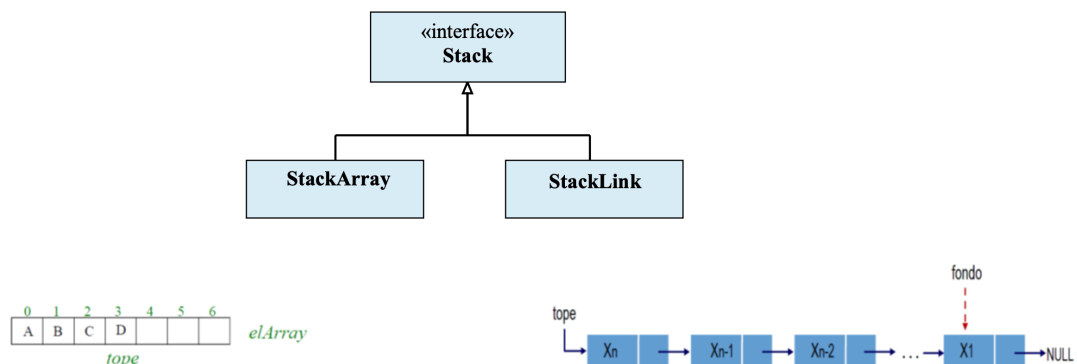 «interface»
Stack
StackArray
StackLink
0 1 2 3 4 5 6
A B C D
elArray
tope
fondo
tope
Xn Xn-1 Xn-2 ... X1 NULL